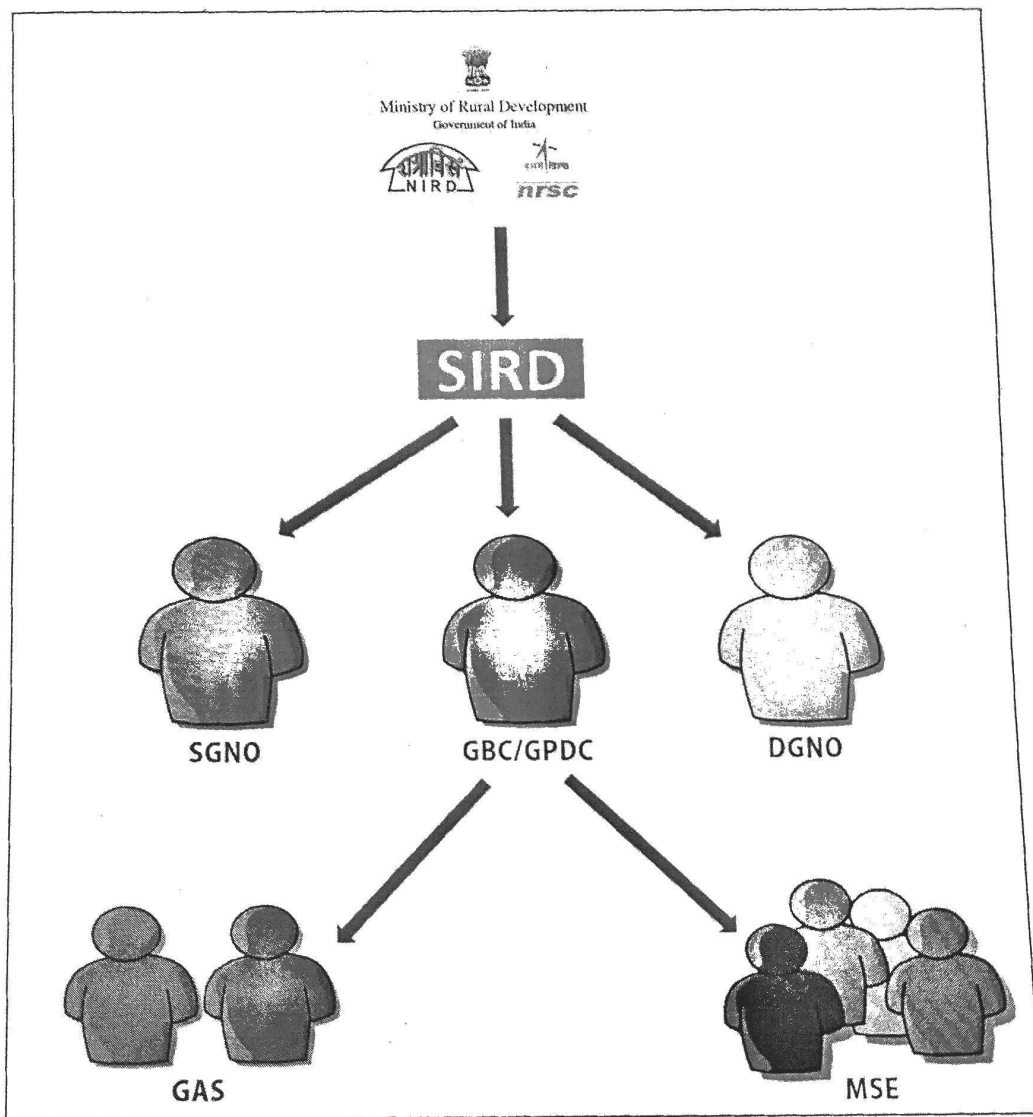 Ministry of Rural Development
Government of India
NIRD
nrsc
SIRD
SGNO
GBC/GPDC
DGNO
GAS
MSE